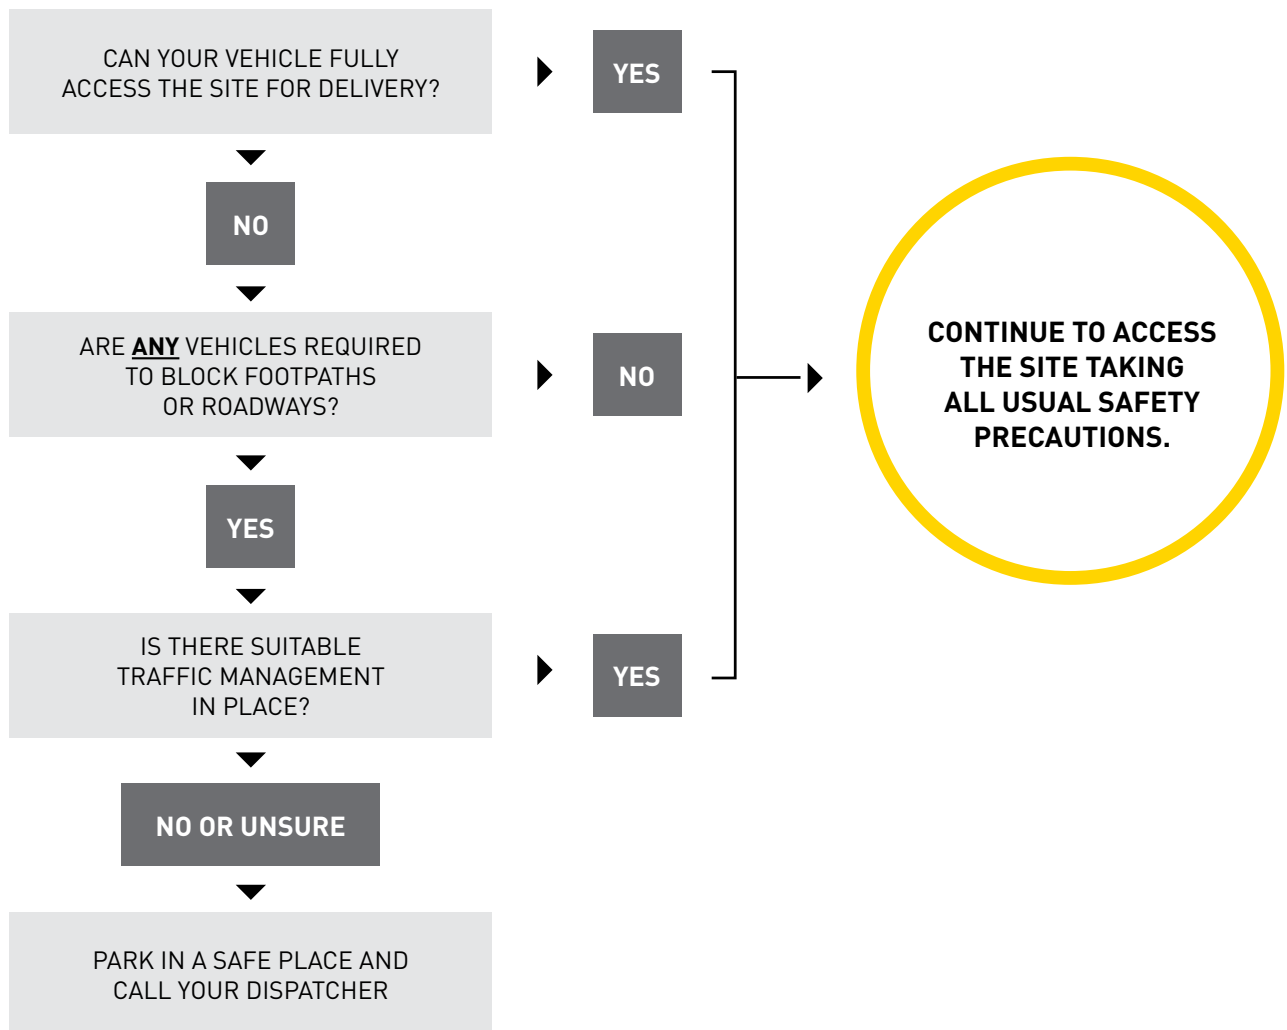 CAN YOUR VEHICLE FULLY
ACCESS THE SITE FOR DELIVERY?
YES
NO
ARE ANY VEHICLES REQUIRED
TO BLOCK FOOTPATHS
OR ROADWAYS?
NO
CONTINUE TO ACCESS
THE SITE TAKING
ALL USUAL SAFETY
PRECAUTIONS.
YES
IS THERE SUITABLE
TRAFFIC MANAGEMENT
IN PLACE?
YES
NO OR UNSURE
PARK IN A SAFE PLACE AND
CALL YOUR DISPATCHER